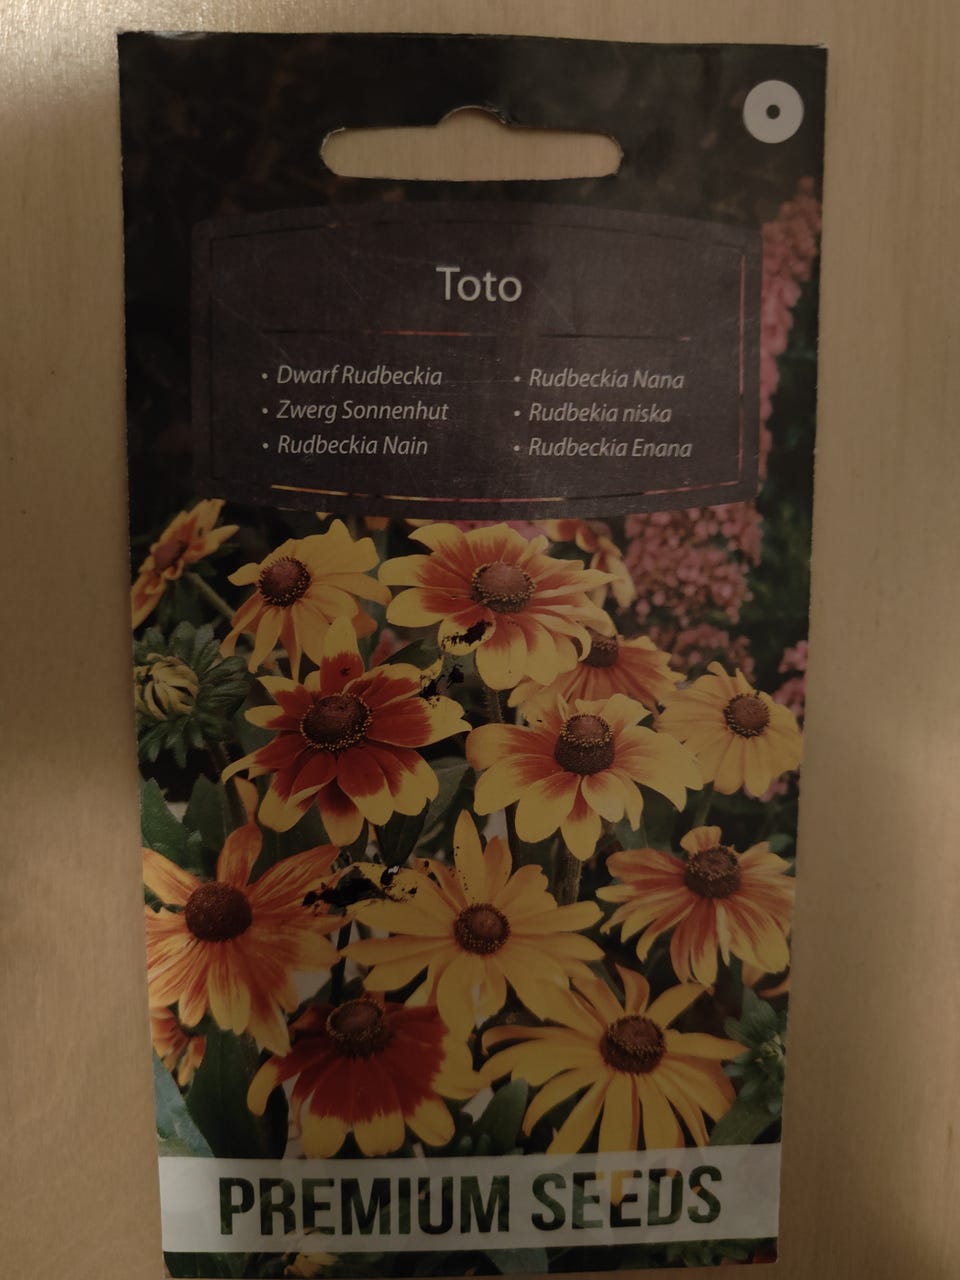 Toto
• Dwarf Rudbeckia
• Zwerg Sonnenhut
• Rudbeckia Nain
• Rudbeckia Nana
• Rudbekia niska
• Rudbeckia Enana
PREMIUM SEEDS